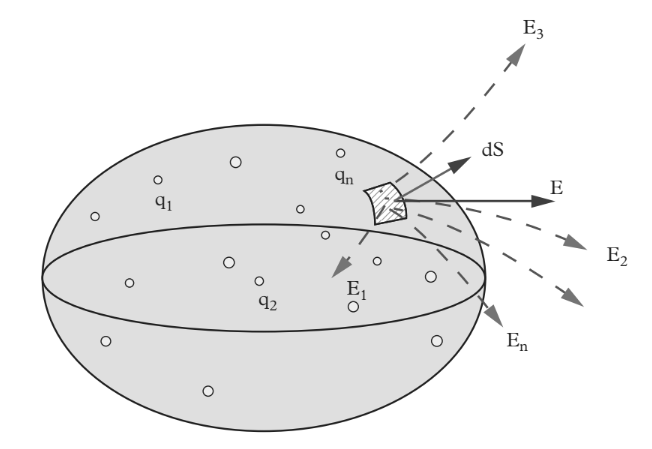 E₃
dS
qₙ
E
q₁
E₂
E₁
q₂
Eₙ